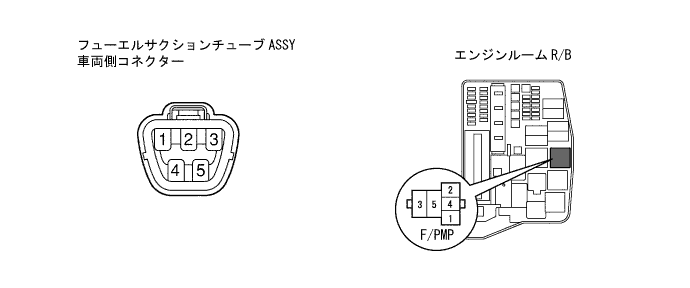 フューエルサクションチューブ ASSY
車両側コネクター
エンジンルーム R/B
1 2 3
4 5
2
3 5 4
1
F/PMP